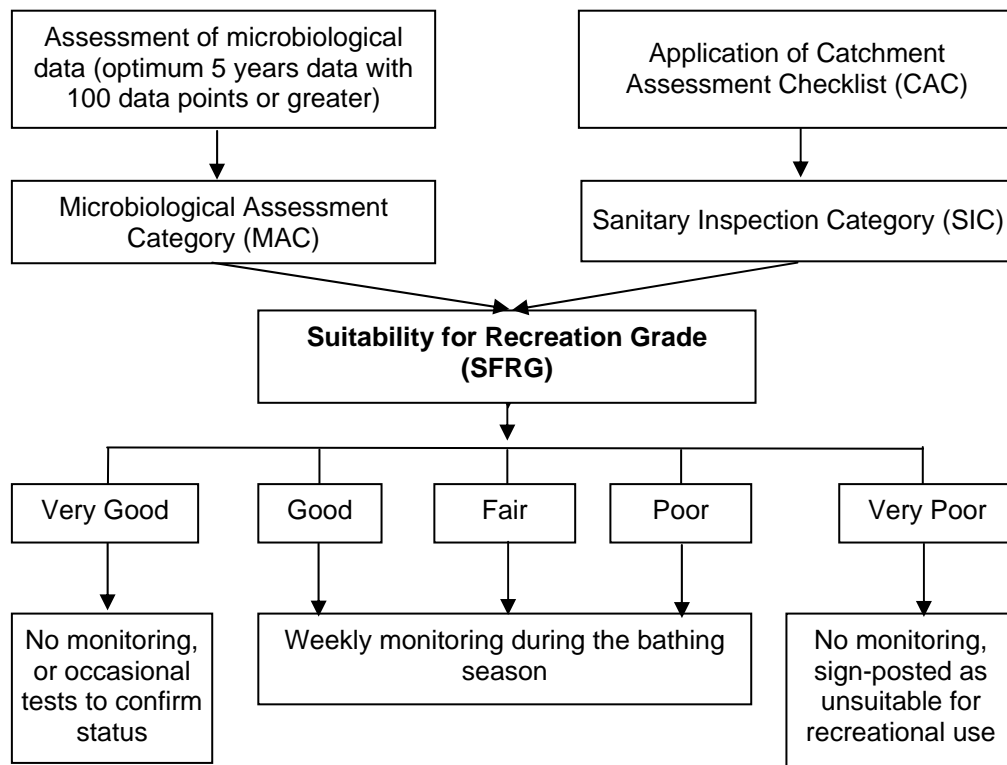 Assessment of microbiological
data (optimum 5 years data with
100 data points or greater)
Application of Catchment
Assessment Checklist (CAC)
Microbiological Assessment
Category (MAC)
Sanitary Inspection Category (SIC)
Suitability for Recreation Grade
(SFRG)
Very Good
Good
Fair
Poor
Very Poor
No monitoring,
or occasional
tests to confirm
status
Weekly monitoring during the bathing
season
No monitoring,
sign-posted as
unsuitable for
recreational use